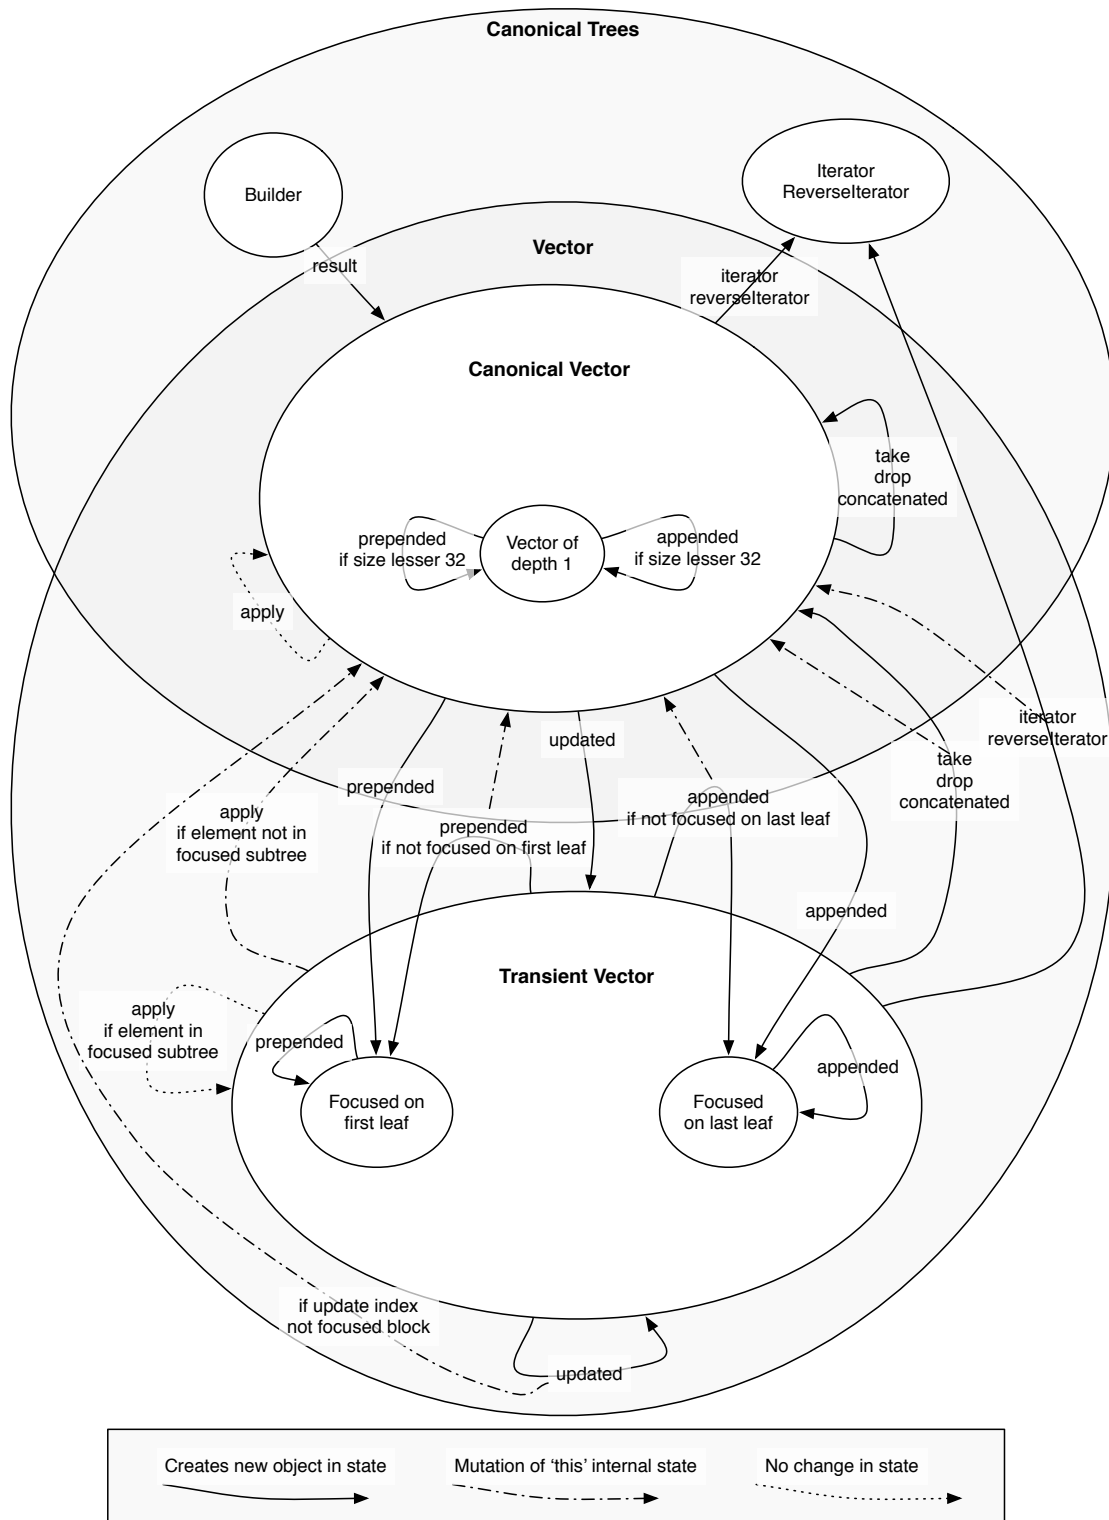 Canonical Trees
Builder
Iterator
ReverseIterator
result
Vector
iterator
reverseIterator
Canonical Vector
take
drop
concatenated
prepended
if size lesser 32
Vector of
depth 1
appended
if size lesser 32
apply
updated
iterator
reverseIterator
prepended
take
drop
concatenated
appended
if not focused on last leaf
apply
if element not in
focused subtree
prepended
if not focused on first leaf
appended
Transient Vector
apply
if element in
focused subtree
prepended
appended
Focused on
first leaf
Focused
on last leaf
if update index
not focused block
updated
Creates new object in state
Mutation of ‘this’ internal state
No change in state